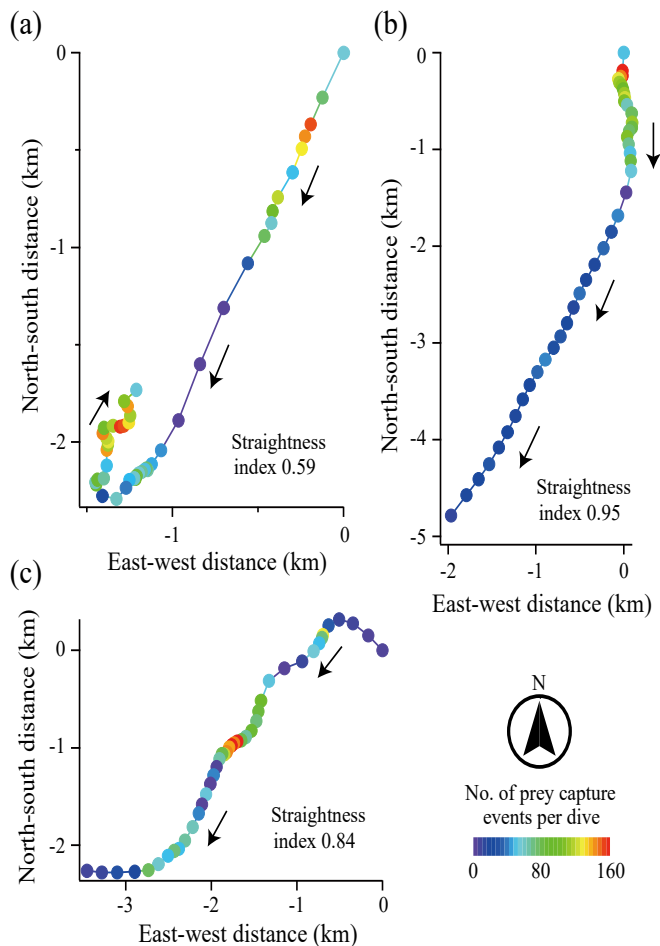 (a)
0
-1
-2
North-south distance (km)
-1
0
East-west distance (km)
Straightness
index 0.59
(b)
0
-1
-2
-3
-4
-5
North-south distance (km)
-2
-1
0
East-west distance (km)
Straightness
index 0.95
(c)
0
-1
-2
North-south distance (km)
-3
-2
-1
0
East-west distance (km)
Straightness
index 0.84
N
No. of prey capture
events per dive
0 80 160